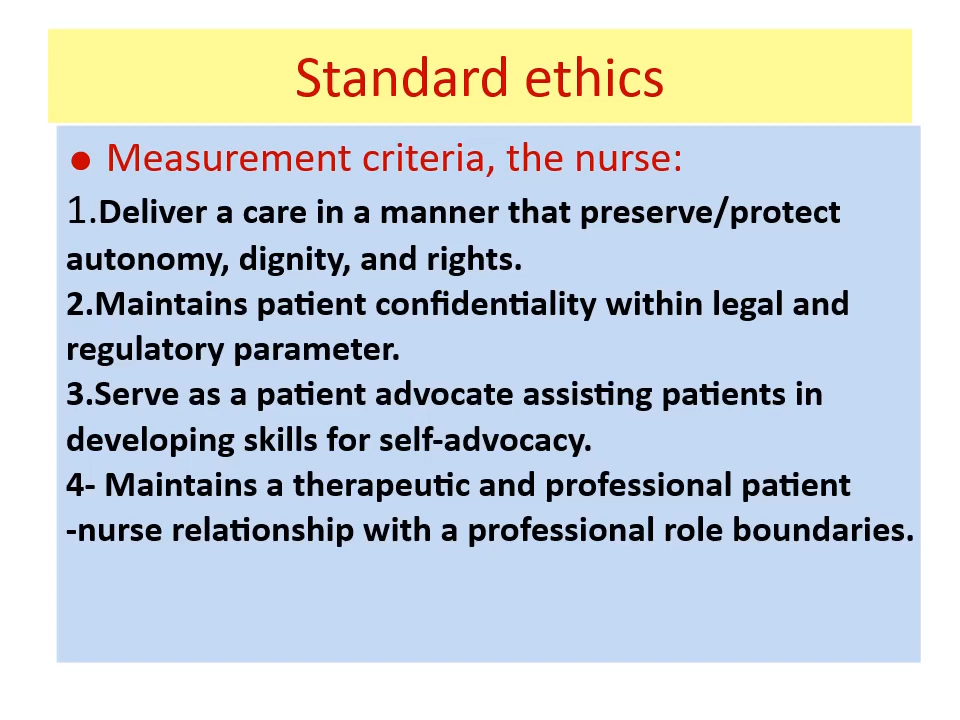 Standard ethics
• Measurement criteria, the nurse:
1.Deliver a care in a manner that preserve/protect
autonomy, dignity, and rights.
2.Maintains patient confidentiality within legal and
regulatory parameter.
3.Serve as a patient advocate assisting patients in
developing skills for self-advocacy.
4- Maintains a therapeutic and professional patient
-nurse relationship with a professional role boundaries.